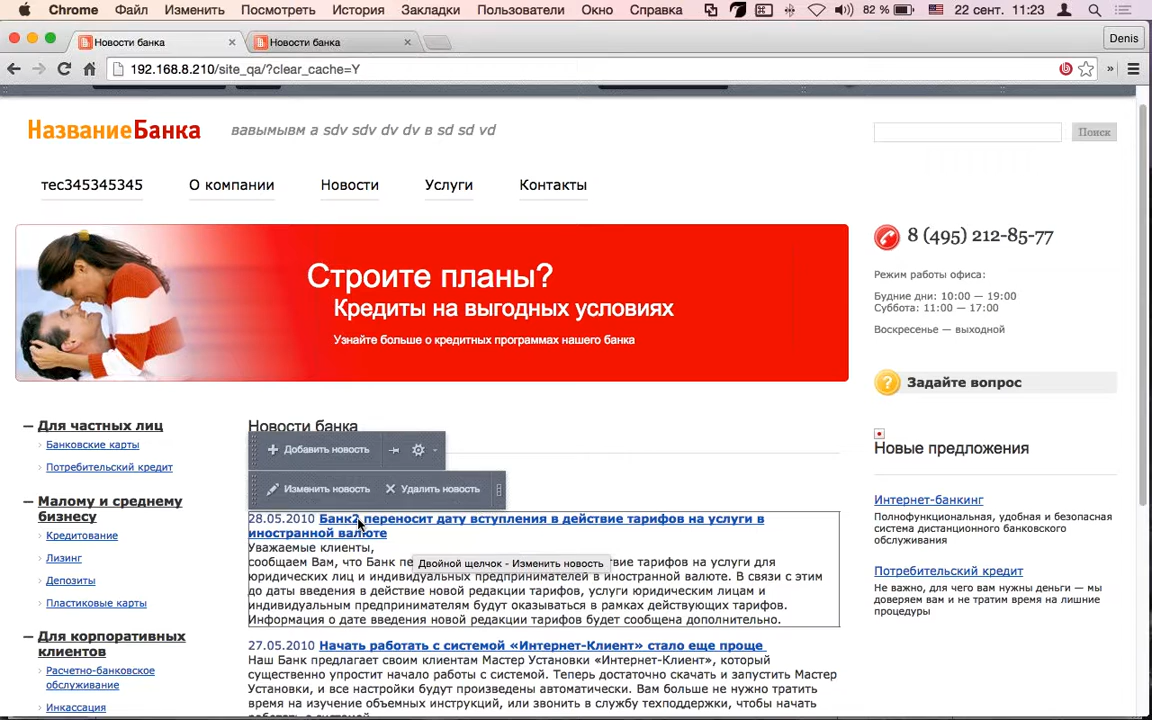 Chrome Файл Изменить Посмотреть История Закладки Пользователи Окно Справка 82 % 22 сент. 11:23
Новости банка
Новости банка
Denis
192.168.8.210/site_qa/?clear_cache=Y
НазваниеБанка
вавымывм а sdv sdv dv dv в sd sd vd
Поиск
тес345345345 О компании Новости Услуги Контакты
Строите планы?
Кредиты на выгодных условиях
Узнайте больше о кредитных программах нашего банка
8 (495) 212-85-77
Режим работы офиса:
Будние дни: 10:00 — 19:00
Суббота: 11:00 — 17:00
Воскресенье — выходной
Задайте вопрос
Новые предложения
Интернет-банкинг
Полнофункциональная, удобная и безопасная
система дистанционного банковского
обслуживания
Потребительский кредит
Не важно, для чего вам нужны деньги — мы
доверяем вам и не тратим время на лишние
процедуры
— Для частных лиц
Банковские карты
Потребительский кредит
— Малому и среднему
бизнесу
Кредитование
Лизинг
Депозиты
Пластиковые карты
— Для корпоративных
клиентов
Расчетно-банковское
обслуживание
Инкассация
Новости банка
Добавить новость
Изменить новость Удалить новость
28.05.2010 Банк2 переносит дату вступления в действие тарифов на услуги в
иностранной валюте
Уважаемые клиенты,
сообщаем Вам, что Банк пе
Двойной щелчок - Изменить новость
твие тарифов на услуги для
юридических лиц и индивидуальных предпринимателей в иностранной валюте. В связи с этим
до даты введения в действие новой редакции тарифов, услуги юридическим лицам и
индивидуальным предпринимателям будут оказываться в рамках действующих тарифов.
Информация о дате введения новой редакции тарифов будет сообщена дополнительно.
27.05.2010 Начать работать с системой «Интернет-Клиент» стало еще проще
Наш Банк предлагает своим клиентам Мастер Установки «Интернет-Клиент», который
существенно упростит начало работы с системой. Теперь достаточно скачать и запустить Мастер
Установки, и все настройки будут произведены автоматически. Вам больше не нужно тратить
время на изучение объемных инструкций, или звонить в службу техподдержки, чтобы начать